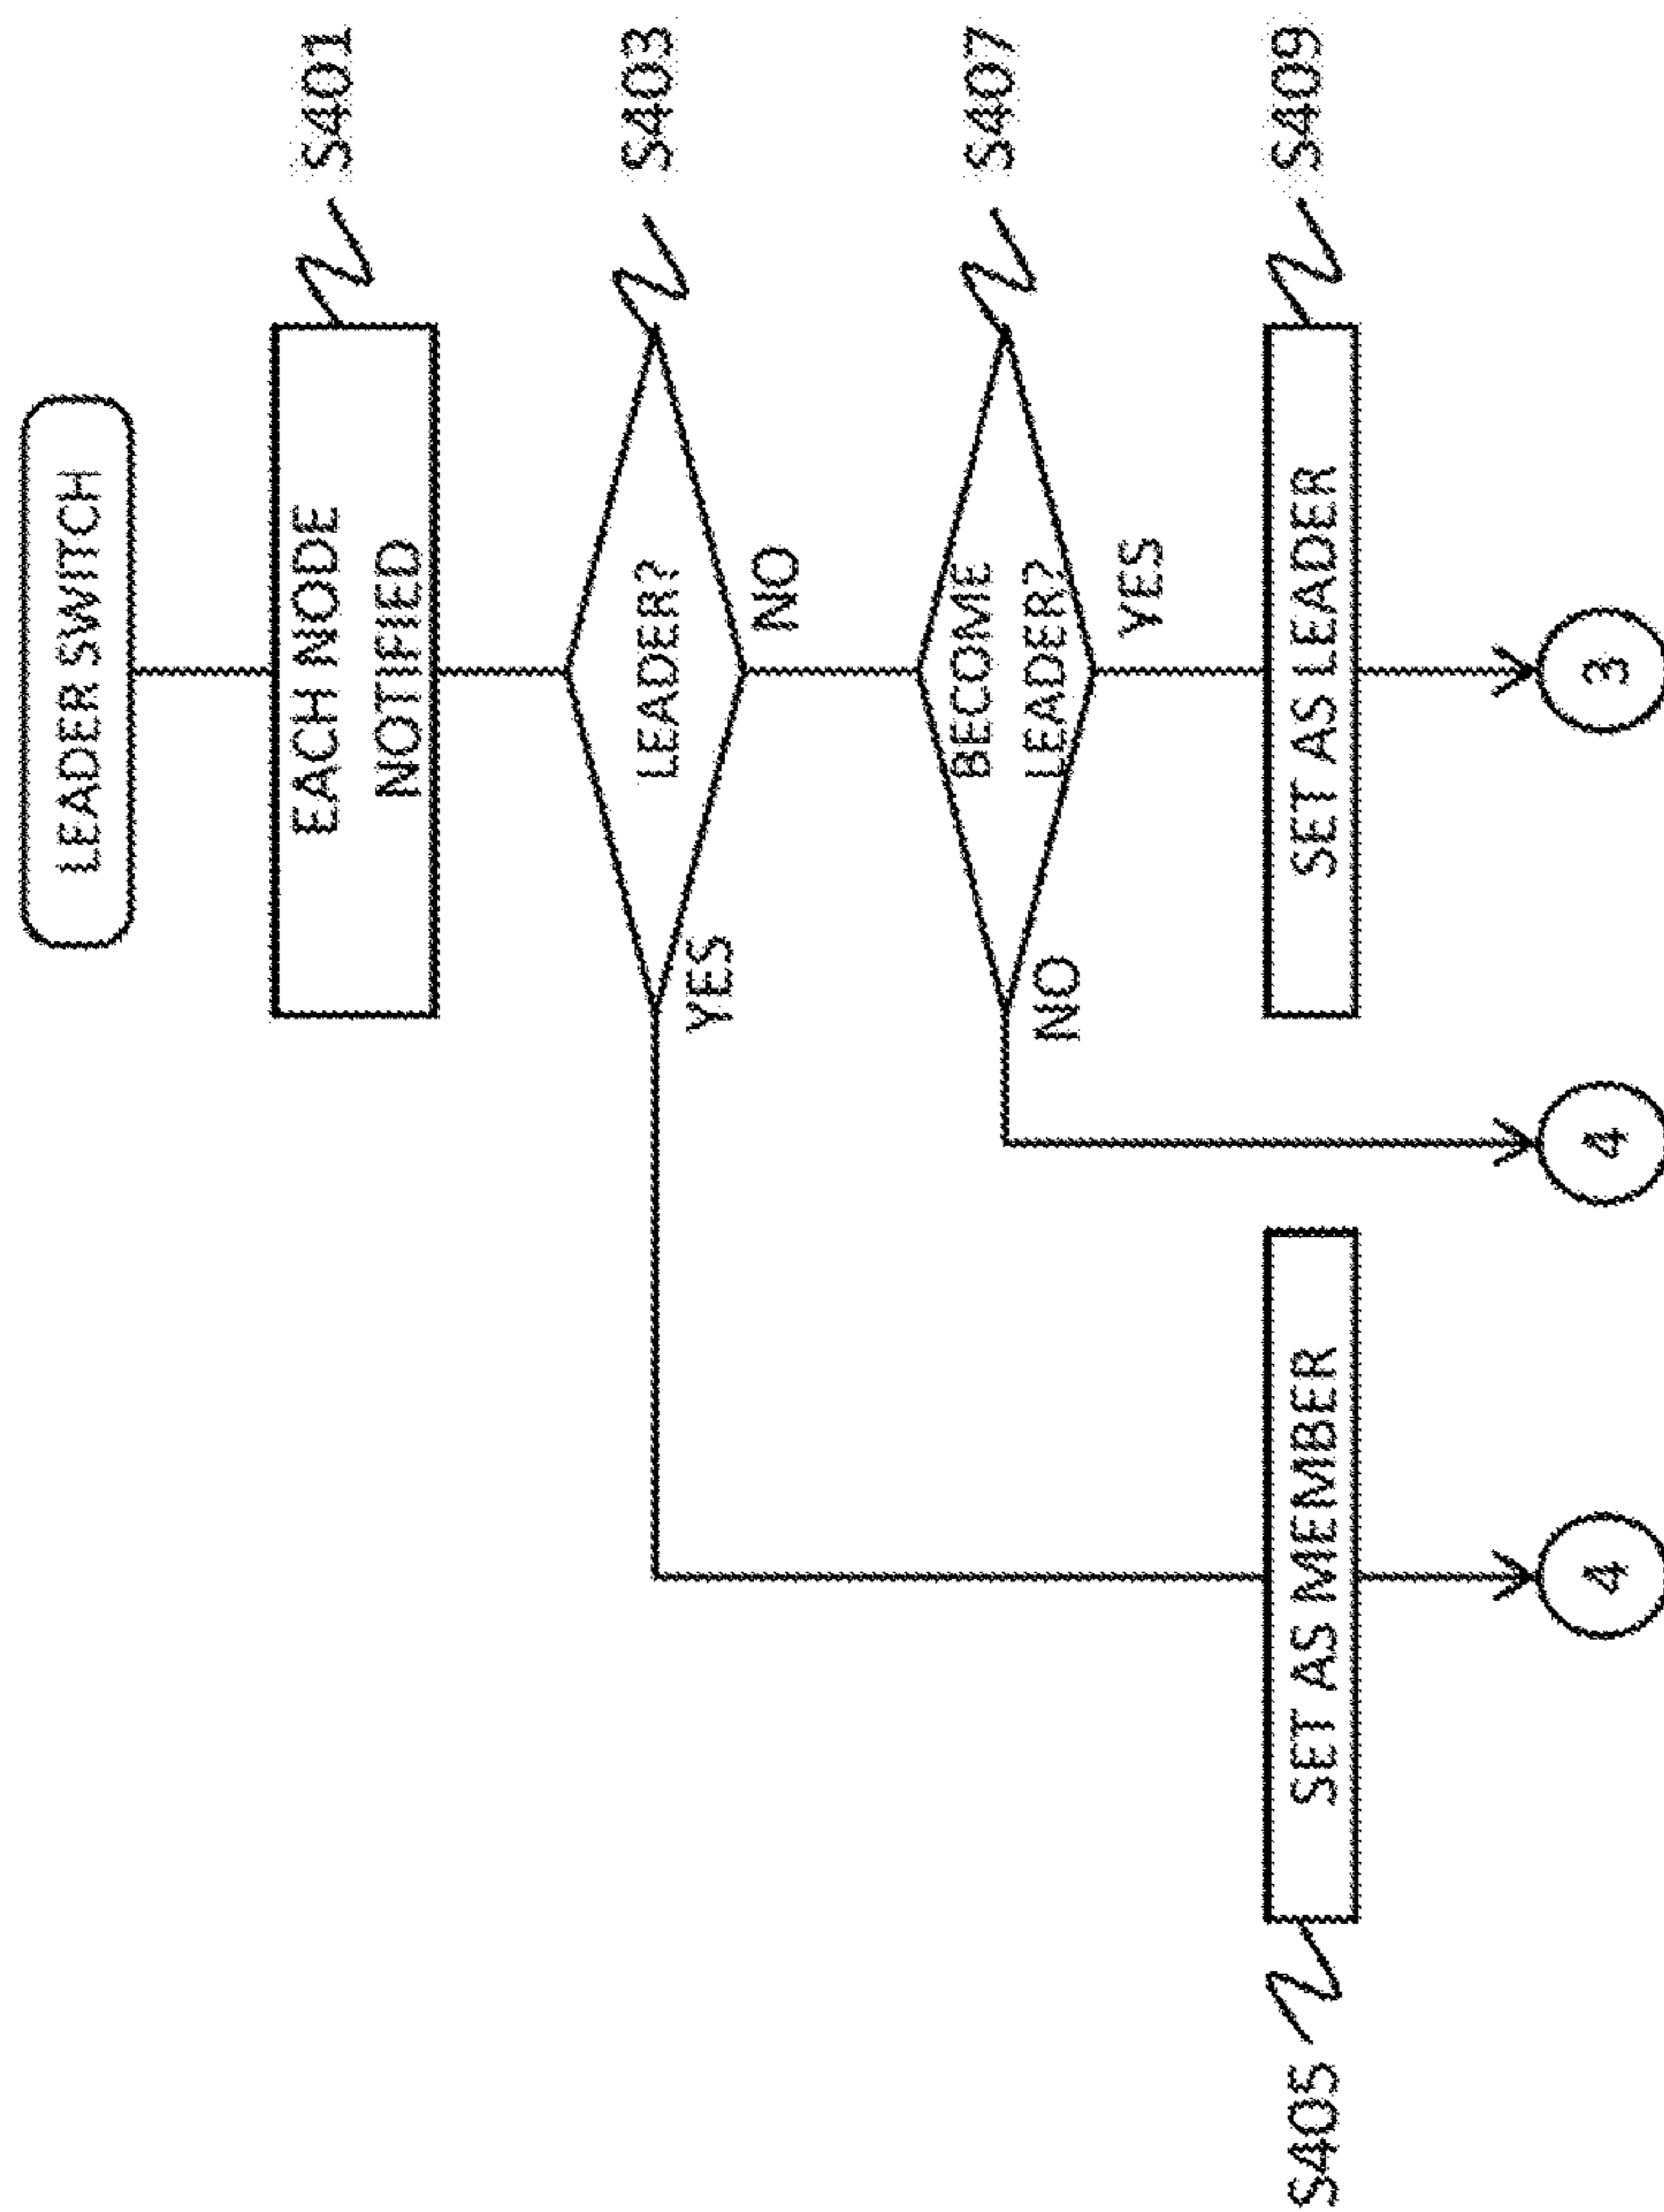 LEADER SWITCH
EACH NODE
NOTIFIED
S401
LEADER?
S403
YES
NO
BECOME
LEADER?
S407
NO
YES
S405
SET AS MEMBER
SET AS LEADER
S409
4
4
3